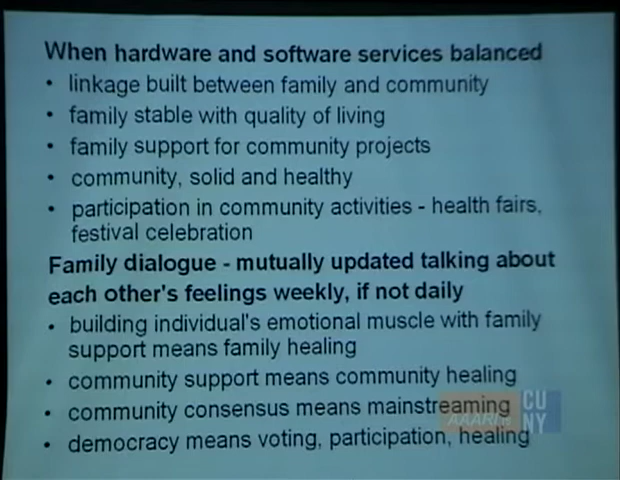 When hardware and software services balanced
• linkage built between family and community
• family stable with quality of living
• family support for community projects
• community, solid and healthy
• participation in community activities - health fairs,
festival celebration
Family dialogue - mutually updated talking about
each other's feelings weekly, if not daily
• building individual's emotional muscle with family
support means family healing
• community support means community healing
• community consensus means mainstreaming
• democracy means voting, participation, healing
AAARI
CU
NY